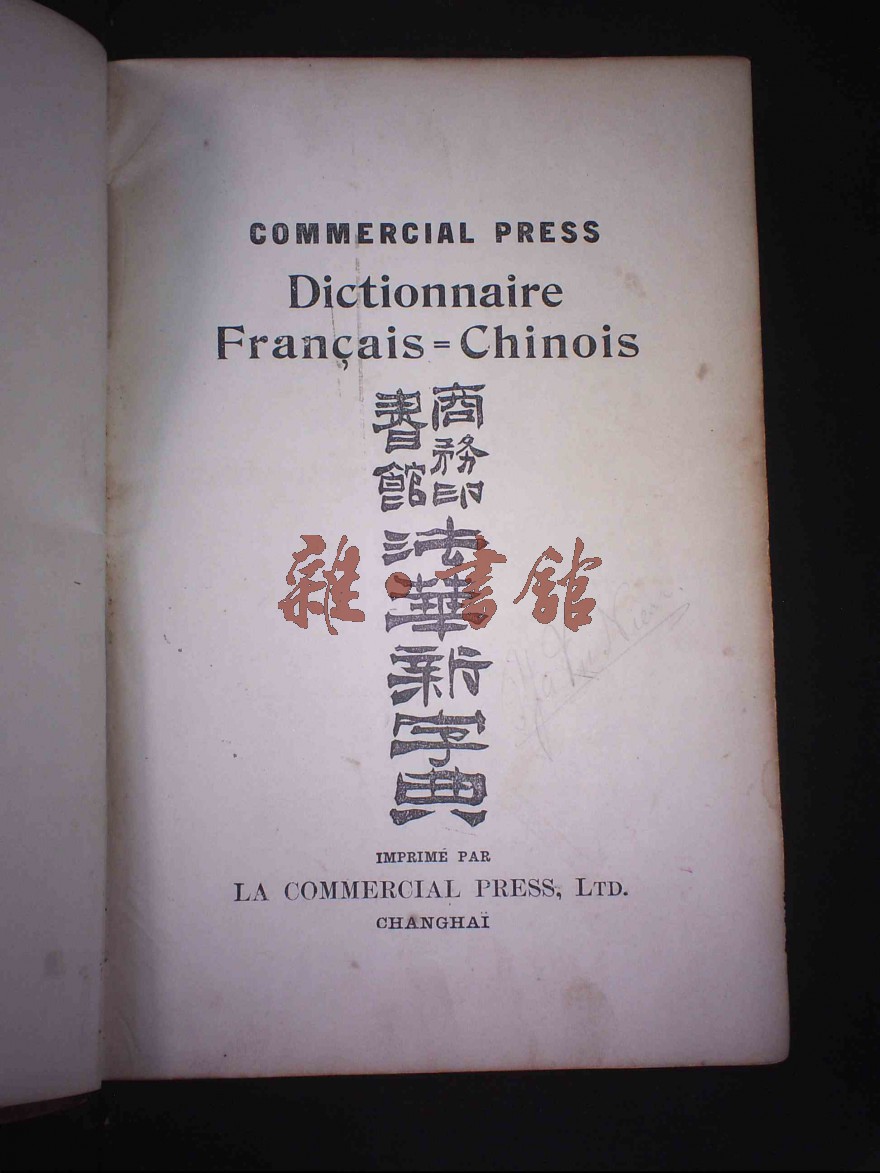 COMMERCIAL PRESS
Dictionnaire
Français=Chinois
商務印
書館
法華新字典
雜·書館
IMPRIMÉ PAR
LA COMMERCIAL PRESS, LTD.
CHANGHAÏ